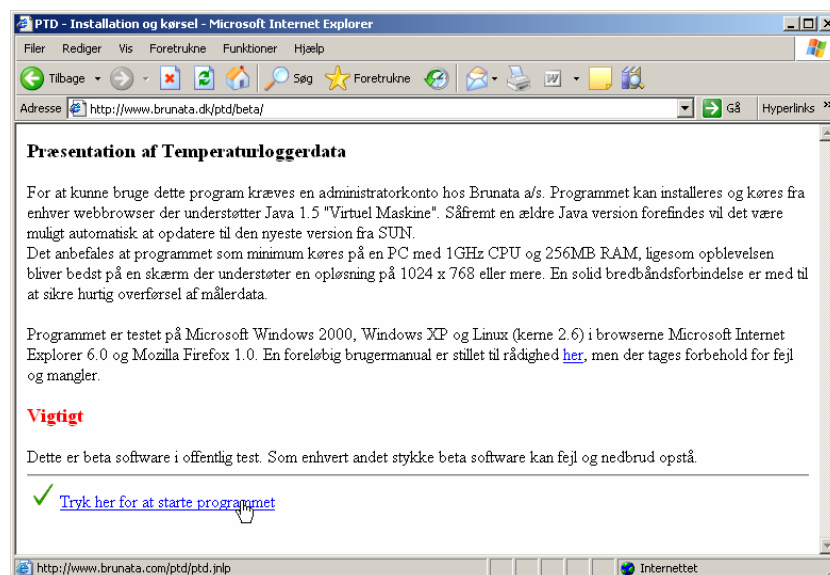 PTD - Installation og kørsel - Microsoft Internet Explorer
Filer Rediger Vis Foretrukne Funktioner Hjælp
Tilbage Søg Foretrukne
Adresse http://www.brunata.dk/ptd/beta/ Gå Hyperlinks »
Præsentation af Temperaturloggerdata
For at kunne bruge dette program kræves en administratorkonto hos Brunata a/s. Programmet kan installeres og køres fra
enhver webbrowser der understøtter Java 1.5 "Virtuel Maskine". Såfremt en ældre Java version forefindes vil det være
muligt automatisk at opdatere til den nyeste version fra SUN.
Det anbefales at programmet som minimum køres på en PC med 1GHz CPU og 256MB RAM, ligesom opblevelsen
bliver bedst på en skærm der understøter en opløsning på 1024 x 768 eller mere. En solid bredbåndsforbindelse er med til
at sikre hurtig overførsel af målerdata.
Programmet er testet på Microsoft Windows 2000, Windows XP og Linux (kerne 2.6) i browserne Microsoft Internet
Explorer 6.0 og Mozilla Firefox 1.0. En foreløbig brugermanual er stillet til rådighed her, men der tages forbehold for fejl
og mangler.
Vigtigt
Dette er beta software i offentlig test. Som enhvert andet stykke beta software kan fejl og nedbrud opstå.
Tryk her for at starte programmet
http://www.brunata.com/ptd/ptd.jnlp Internettet